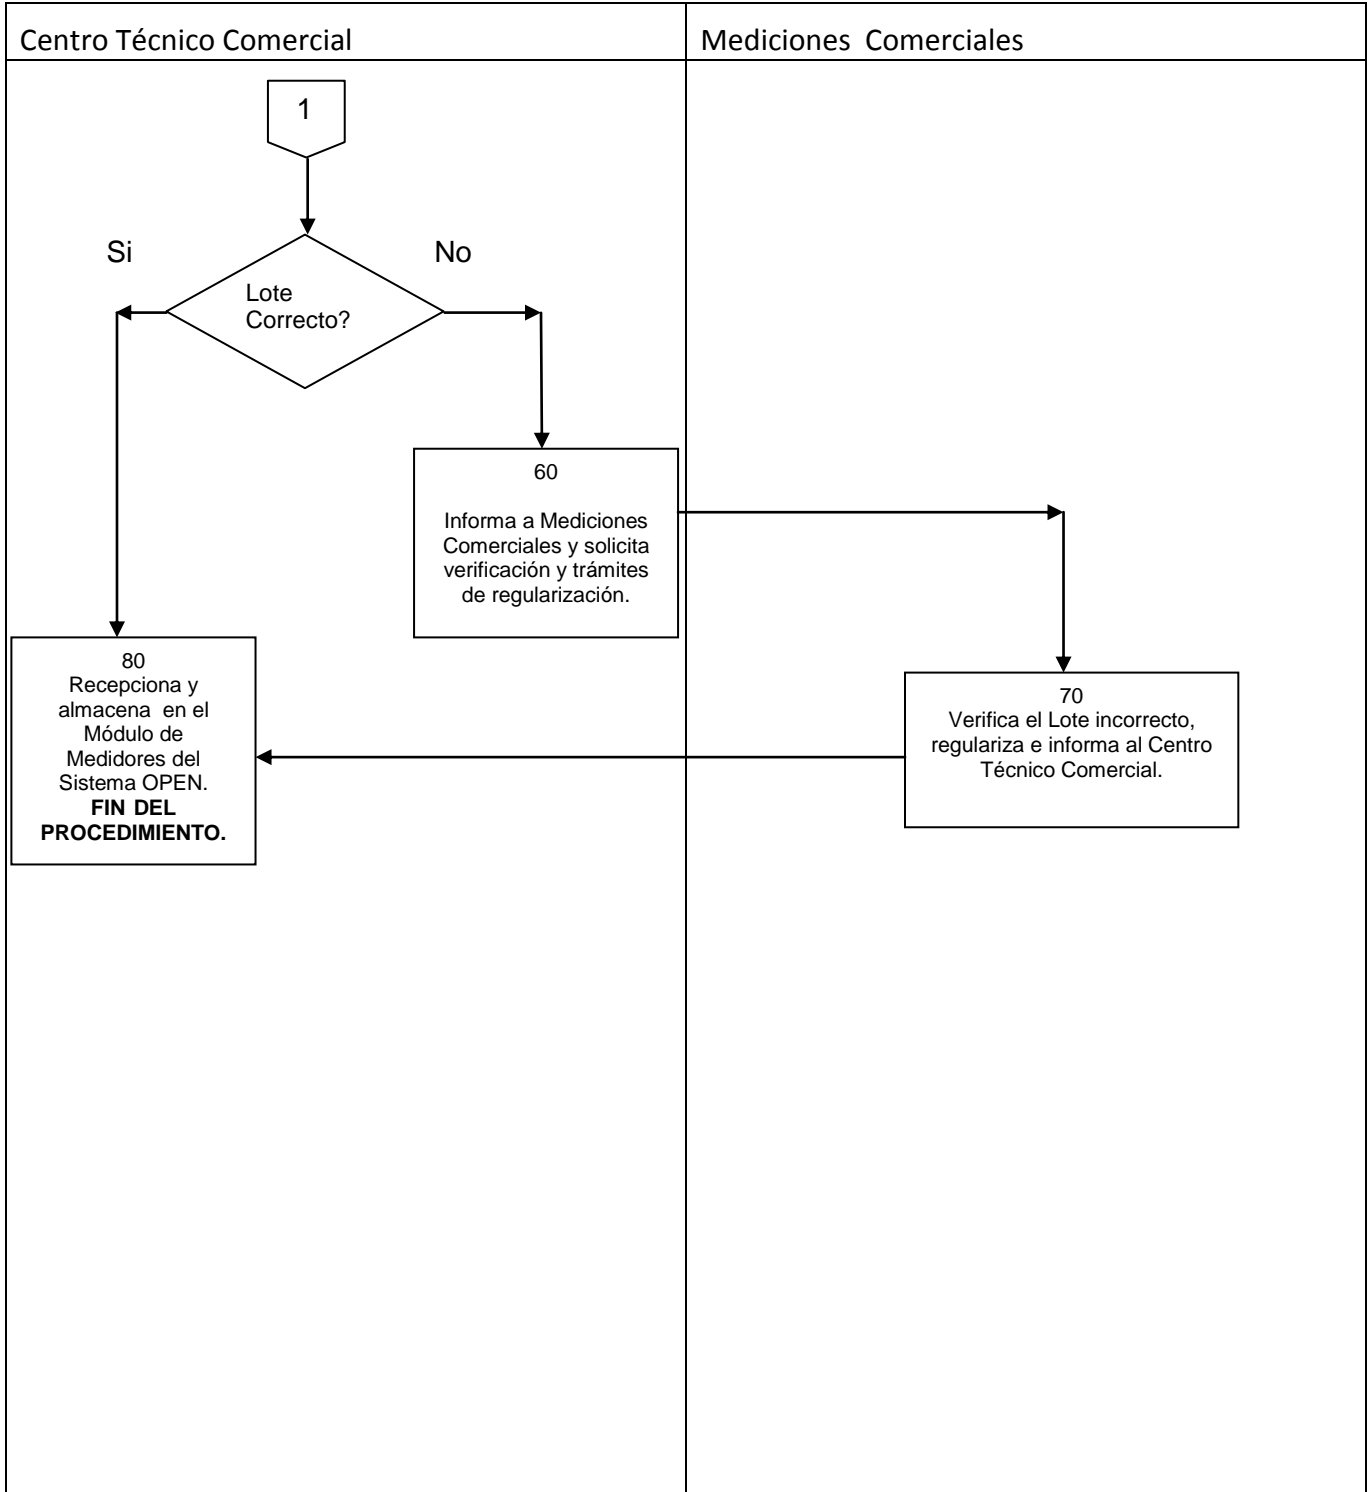 Centro Técnico Comercial
Mediciones  Comerciales
1
Si
No
Lote
Correcto?
60
Informa a Mediciones
Comerciales y solicita
verificación y trámites
de regularización.
80
Recepciona y
almacena  en el
Módulo de
Medidores del
Sistema OPEN.
FIN DEL
PROCEDIMIENTO.
70
Verifica el Lote incorrecto,
regulariza e informa al Centro
Técnico Comercial.